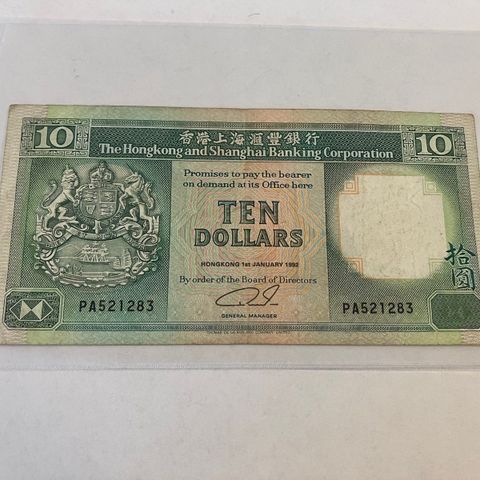 10
香港上海滙豐銀行
10
The Hongkong and Shanghai Banking Corporation
Promises to pay the bearer
on demand at its Office here
TEN
DOLLARS
拾圓
HONGKONG 1st JANUARY 1992
By order of the Board of Directors
PA521283
PA521283
GENERAL MANAGER